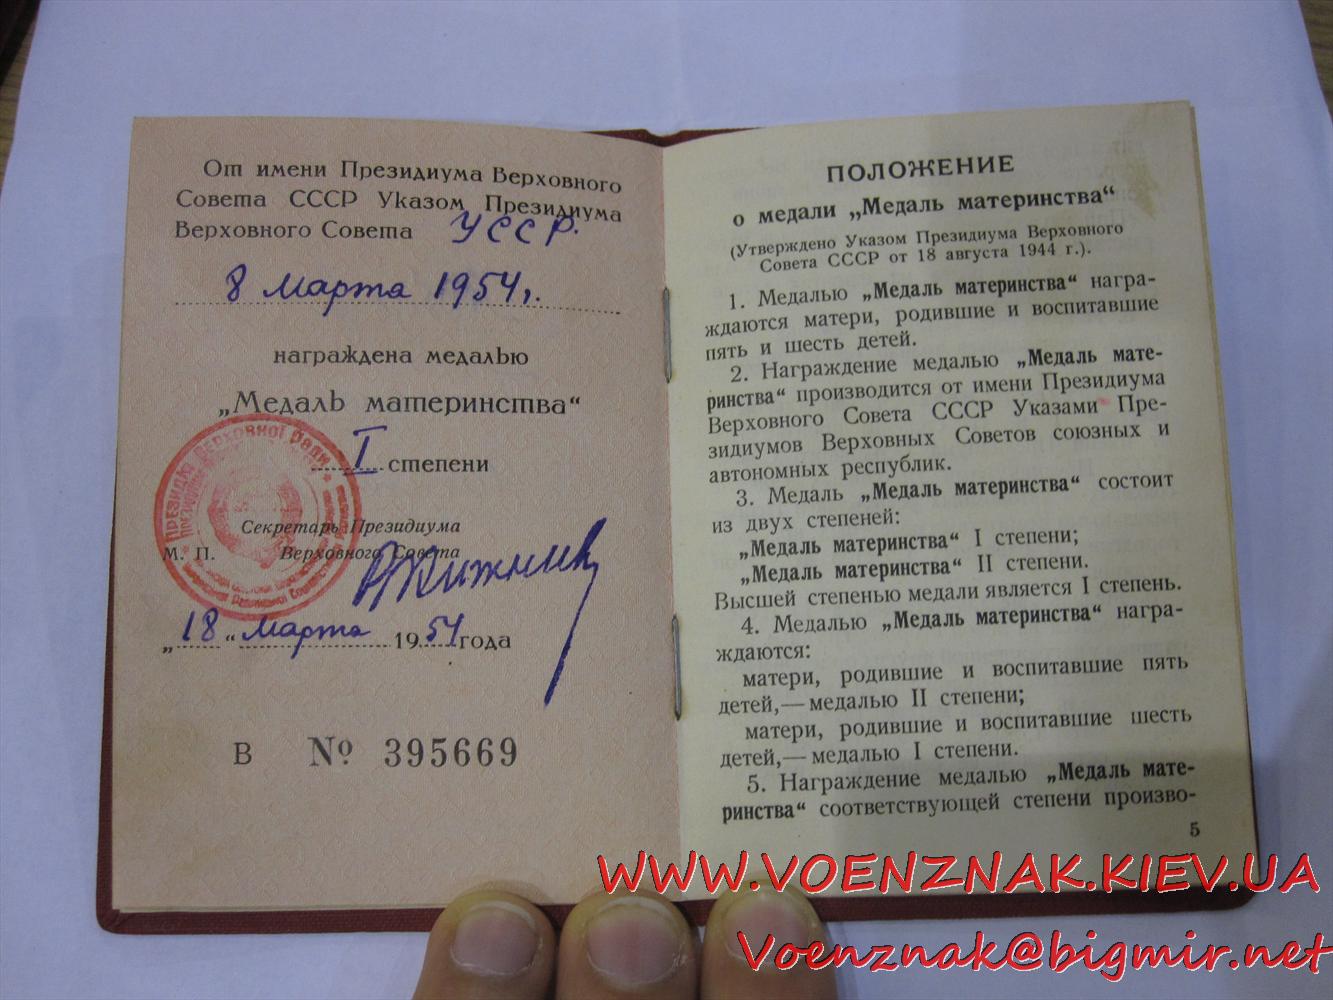 От имени Президиума Верховного
Совета СССР Указом Президиума
Верховного Совета УССР.
8 марта 1954г.
награждена медалью
„Медаль материнства“
I степени
Секретарь Президиума
М. П. Верховного Совета
„18“ марта 1954 года
В № 395669
ПОЛОЖЕНИЕ
о медали „Медаль материнства“
(Утверждено Указом Президиума Верховного
Совета СССР от 18 августа 1944 г.).
1. Медалью „Медаль материнства“ награ-
ждаются матери, родившие и воспитавшие
пять и шесть детей.
2. Награждение медалью „Медаль мате-
ринства“ производится от имени Президиума
Верховного Совета СССР Указами Пре-
зидиумов Верховных Советов союзных и
автономных республик.
3. Медаль „Медаль материнства“ состоит
из двух степеней:
„Медаль материнства“ I степени;
„Медаль материнства“ II степени.
Высшей степенью медали является I степень.
4. Медалью „Медаль материнства“ награ-
ждаются:
матери, родившие и воспитавшие пять
детей,— медалью II степени;
матери, родившие и воспитавшие шесть
детей,— медалью I степени.
5. Награждение медалью „Медаль мате-
ринства“ соответствующей степени произво-
5
WWW.VOENZNAK.KIEV.UA
Voenznak@bigmir.net